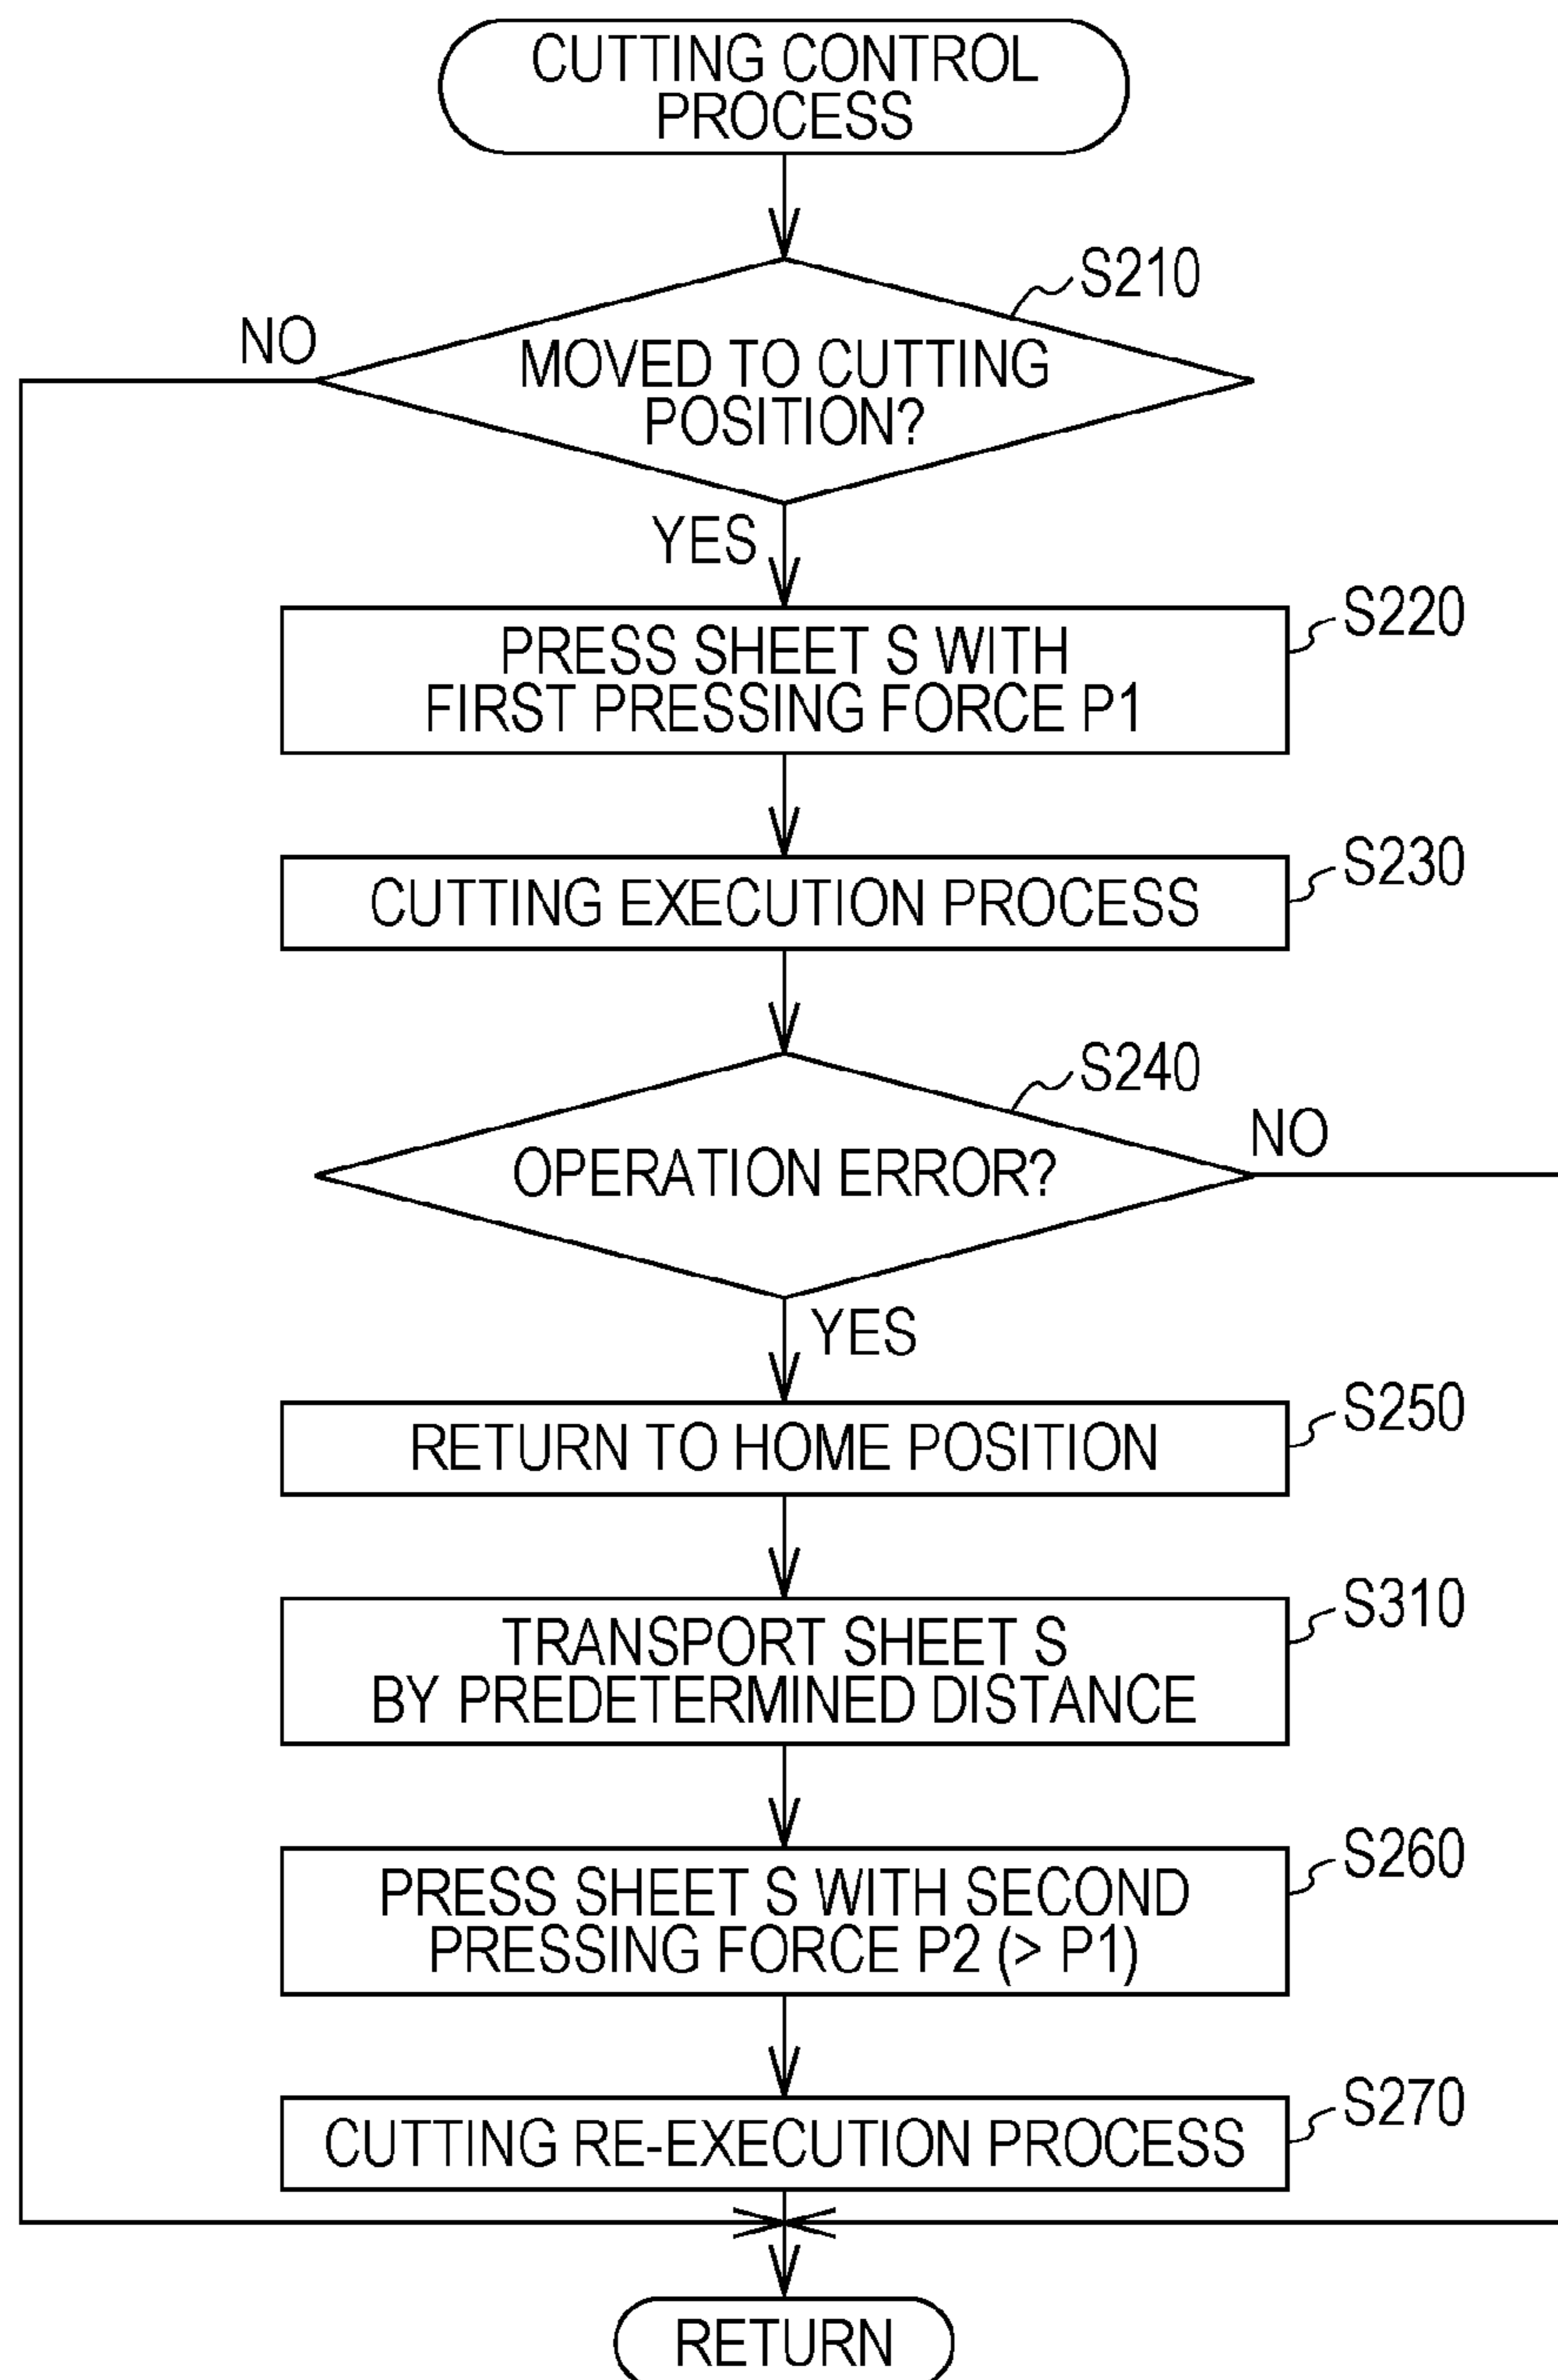 CUTTING CONTROL
PROCESS
S210
NO
MOVED TO CUTTING
POSITION?
YES
S220
PRESS SHEET S WITH
FIRST PRESSING FORCE P1
S230
CUTTING EXECUTION PROCESS
S240
NO
OPERATION ERROR?
YES
S250
RETURN TO HOME POSITION
S310
TRANSPORT SHEET S
BY PREDETERMINED DISTANCE
S260
PRESS SHEET S WITH SECOND
PRESSING FORCE P2 (> P1)
S270
CUTTING RE-EXECUTION PROCESS
RETURN